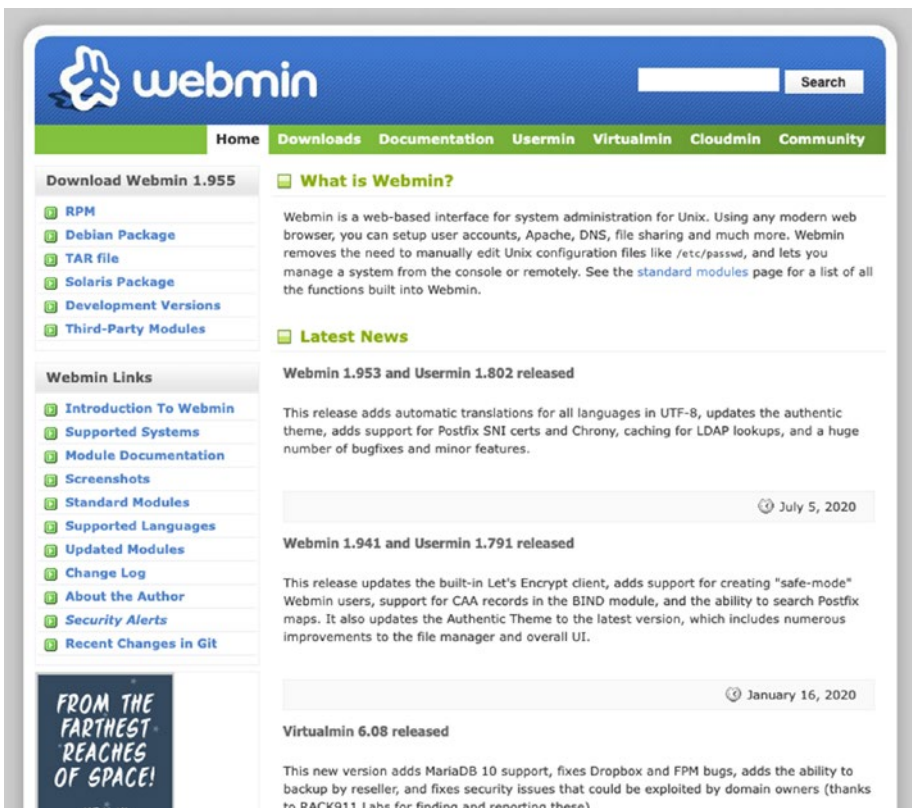 webmin
Search
Home Downloads Documentation Usermin Virtualmin Cloudmin Community
Download Webmin 1.955
RPM
Debian Package
TAR file
Solaris Package
Development Versions
Third-Party Modules
Webmin Links
Introduction To Webmin
Supported Systems
Module Documentation
Screenshots
Standard Modules
Supported Languages
Updated Modules
Change Log
About the Author
Security Alerts
Recent Changes in Git
FROM THE
FARTHEST
REACHES
OF SPACE!
What is Webmin?
Webmin is a web-based interface for system administration for Unix. Using any modern web
browser, you can setup user accounts, Apache, DNS, file sharing and much more. Webmin
removes the need to manually edit Unix configuration files like /etc/passwd, and lets you
manage a system from the console or remotely. See the standard modules page for a list of all
the functions built into Webmin.
Latest News
Webmin 1.953 and Usermin 1.802 released
This release adds automatic translations for all languages in UTF-8, updates the authentic
theme, adds support for Postfix SNI certs and Chrony, caching for LDAP lookups, and a huge
number of bugfixes and minor features.
July 5, 2020
Webmin 1.941 and Usermin 1.791 released
This release updates the built-in Let's Encrypt client, adds support for creating "safe-mode"
Webmin users, support for CAA records in the BIND module, and the ability to search Postfix
maps. It also updates the Authentic Theme to the latest version, which includes numerous
improvements to the file manager and overall UI.
January 16, 2020
Virtualmin 6.08 released
This new version adds MariaDB 10 support, fixes Dropbox and FPM bugs, adds the ability to
backup by reseller, and fixes security issues that could be exploited by domain owners (thanks
to RACK911 Labs for finding and reporting these)